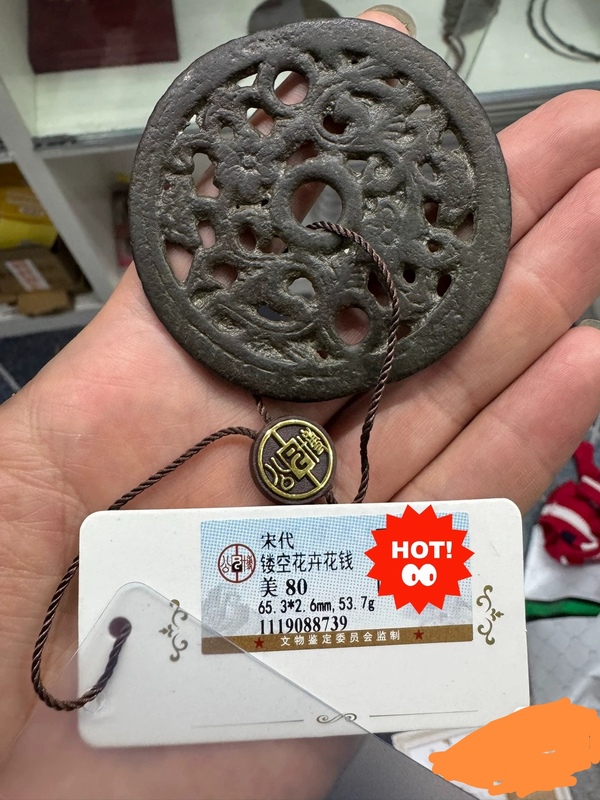 宋代
镂空花卉花钱
美 80
65.3*2.6mm,53.7g
1119088739
文物鉴定委员会监制
HOT!